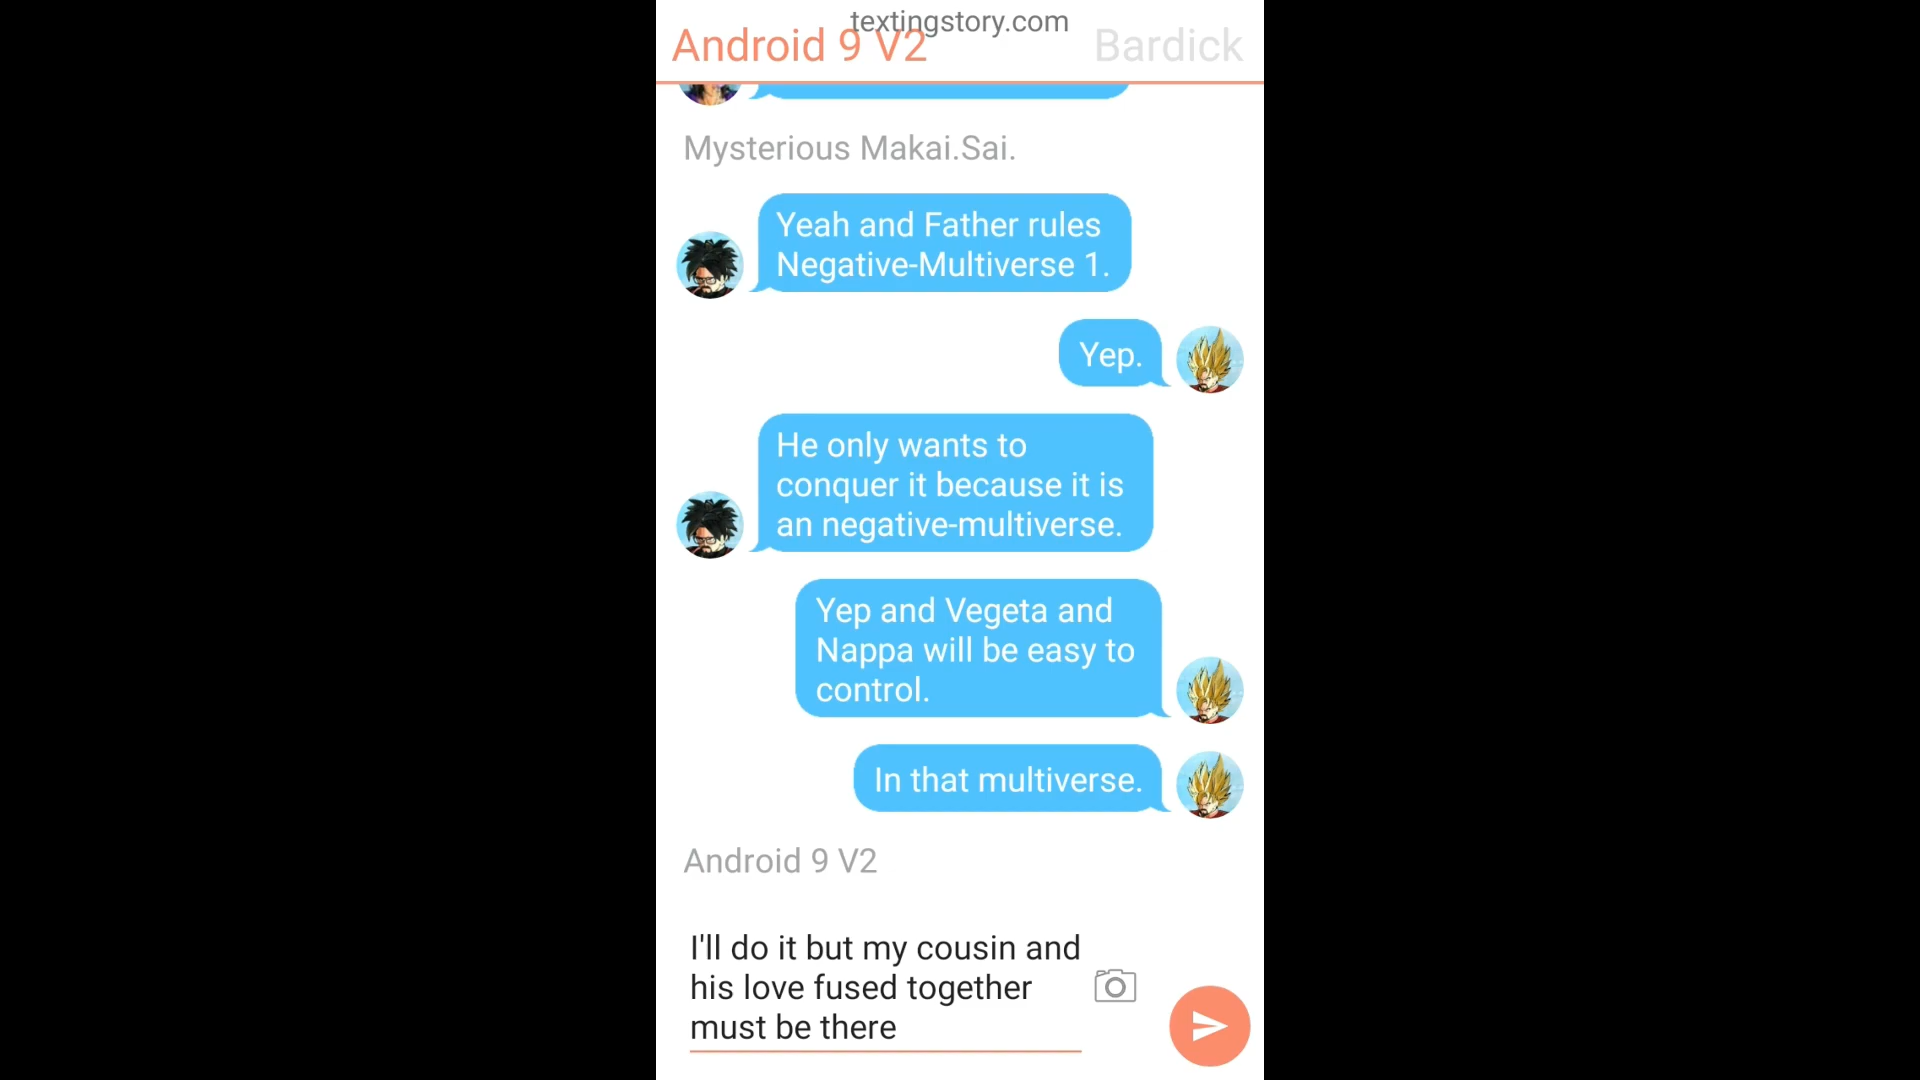 textingstory.com
Android 9 V2
Bardick
Mysterious Makai.Sai.
Yeah and Father rules
Negative-Multiverse 1.
Yep.
He only wants to
conquer it because it is
an negative-multiverse.
Yep and Vegeta and
Nappa will be easy to
control.
In that multiverse.
Android 9 V2
I'll do it but my cousin and
his love fused together
must be there